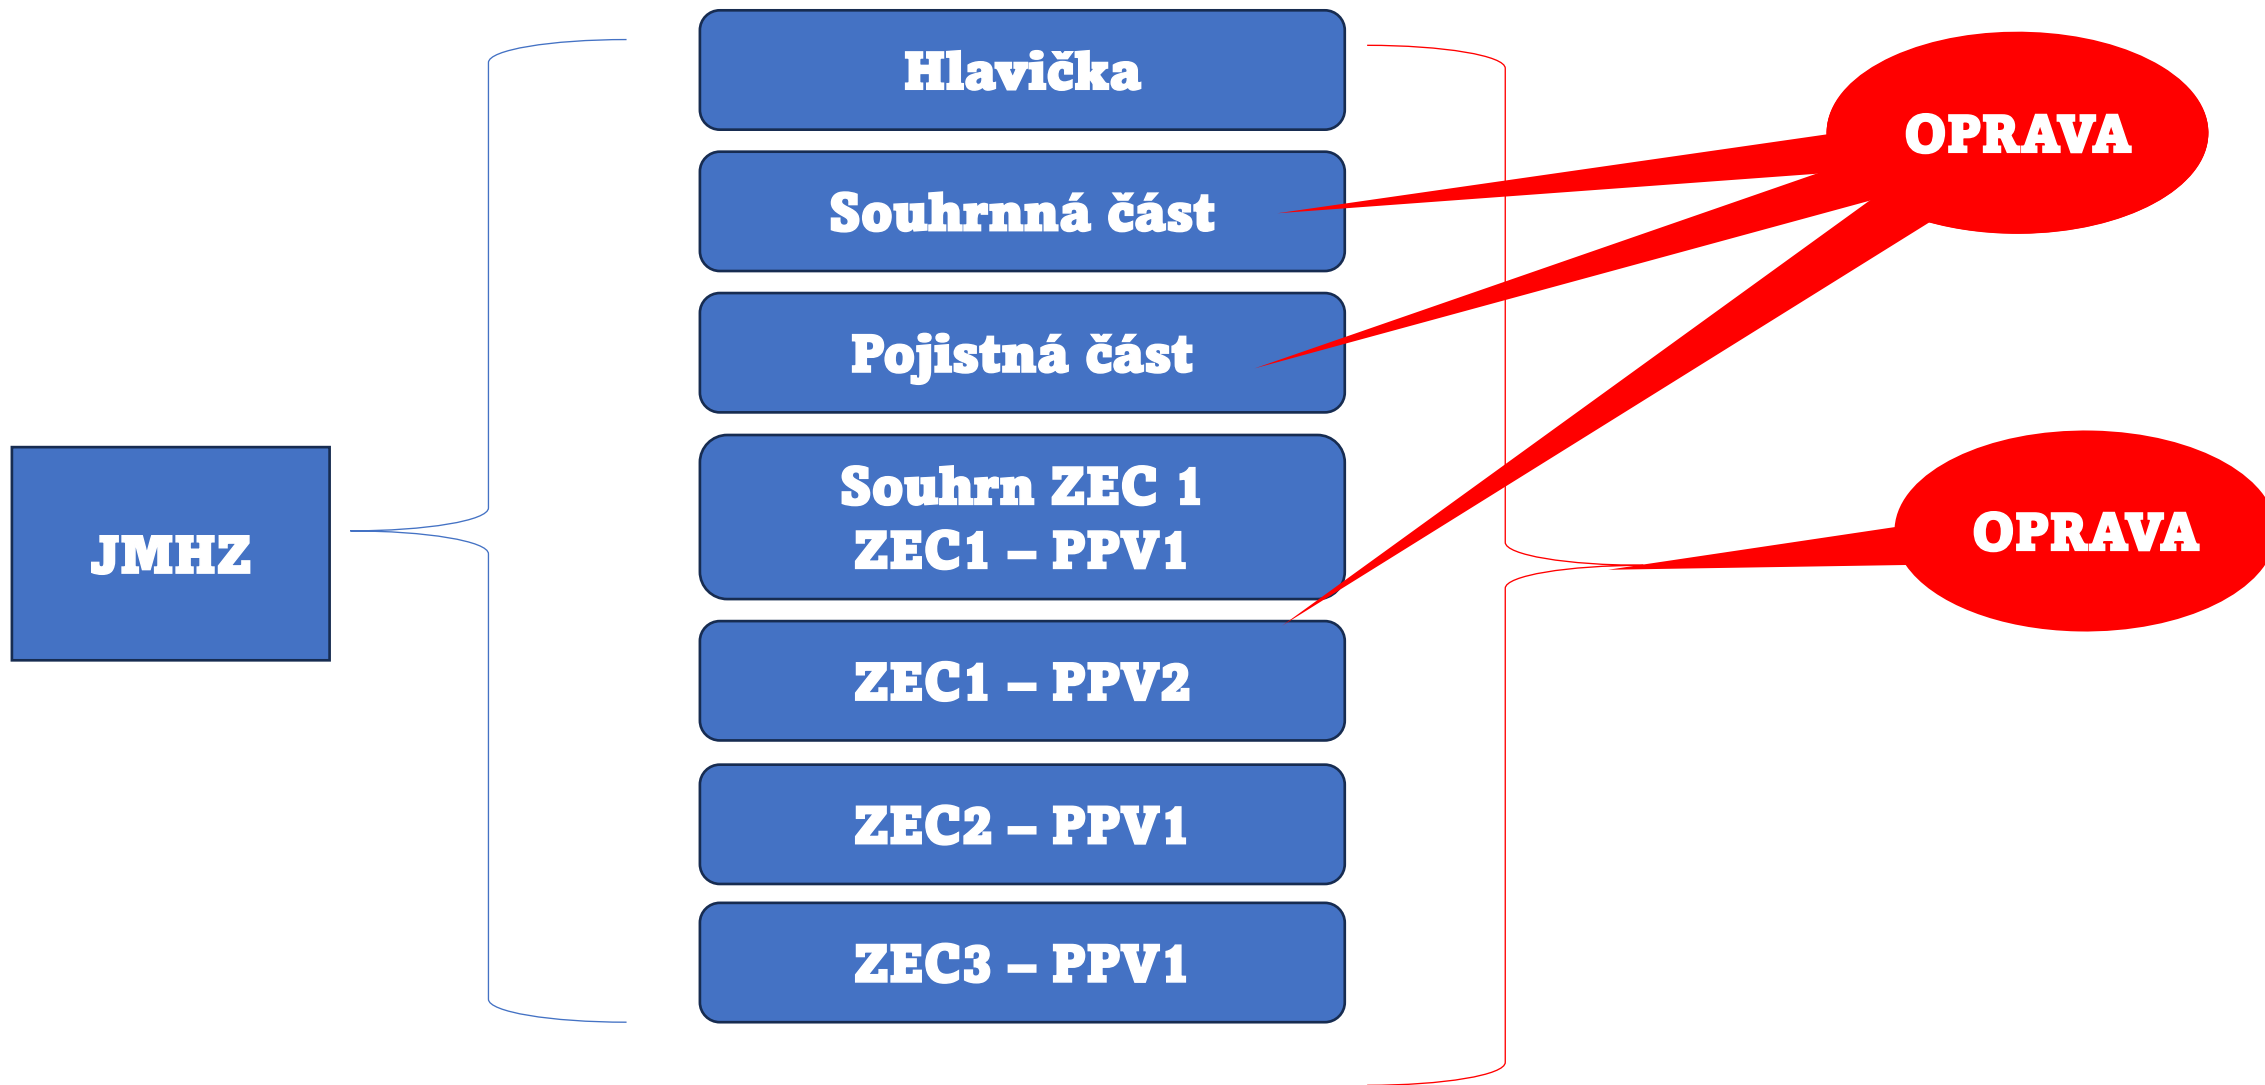 JMHZ
Hlavička
Souhrnná část
Pojistná část
Souhrn ZEC 1
ZEC1 – PPV1
ZEC1 – PPV2
ZEC2 – PPV1
ZEC3 – PPV1
OPRAVA
OPRAVA